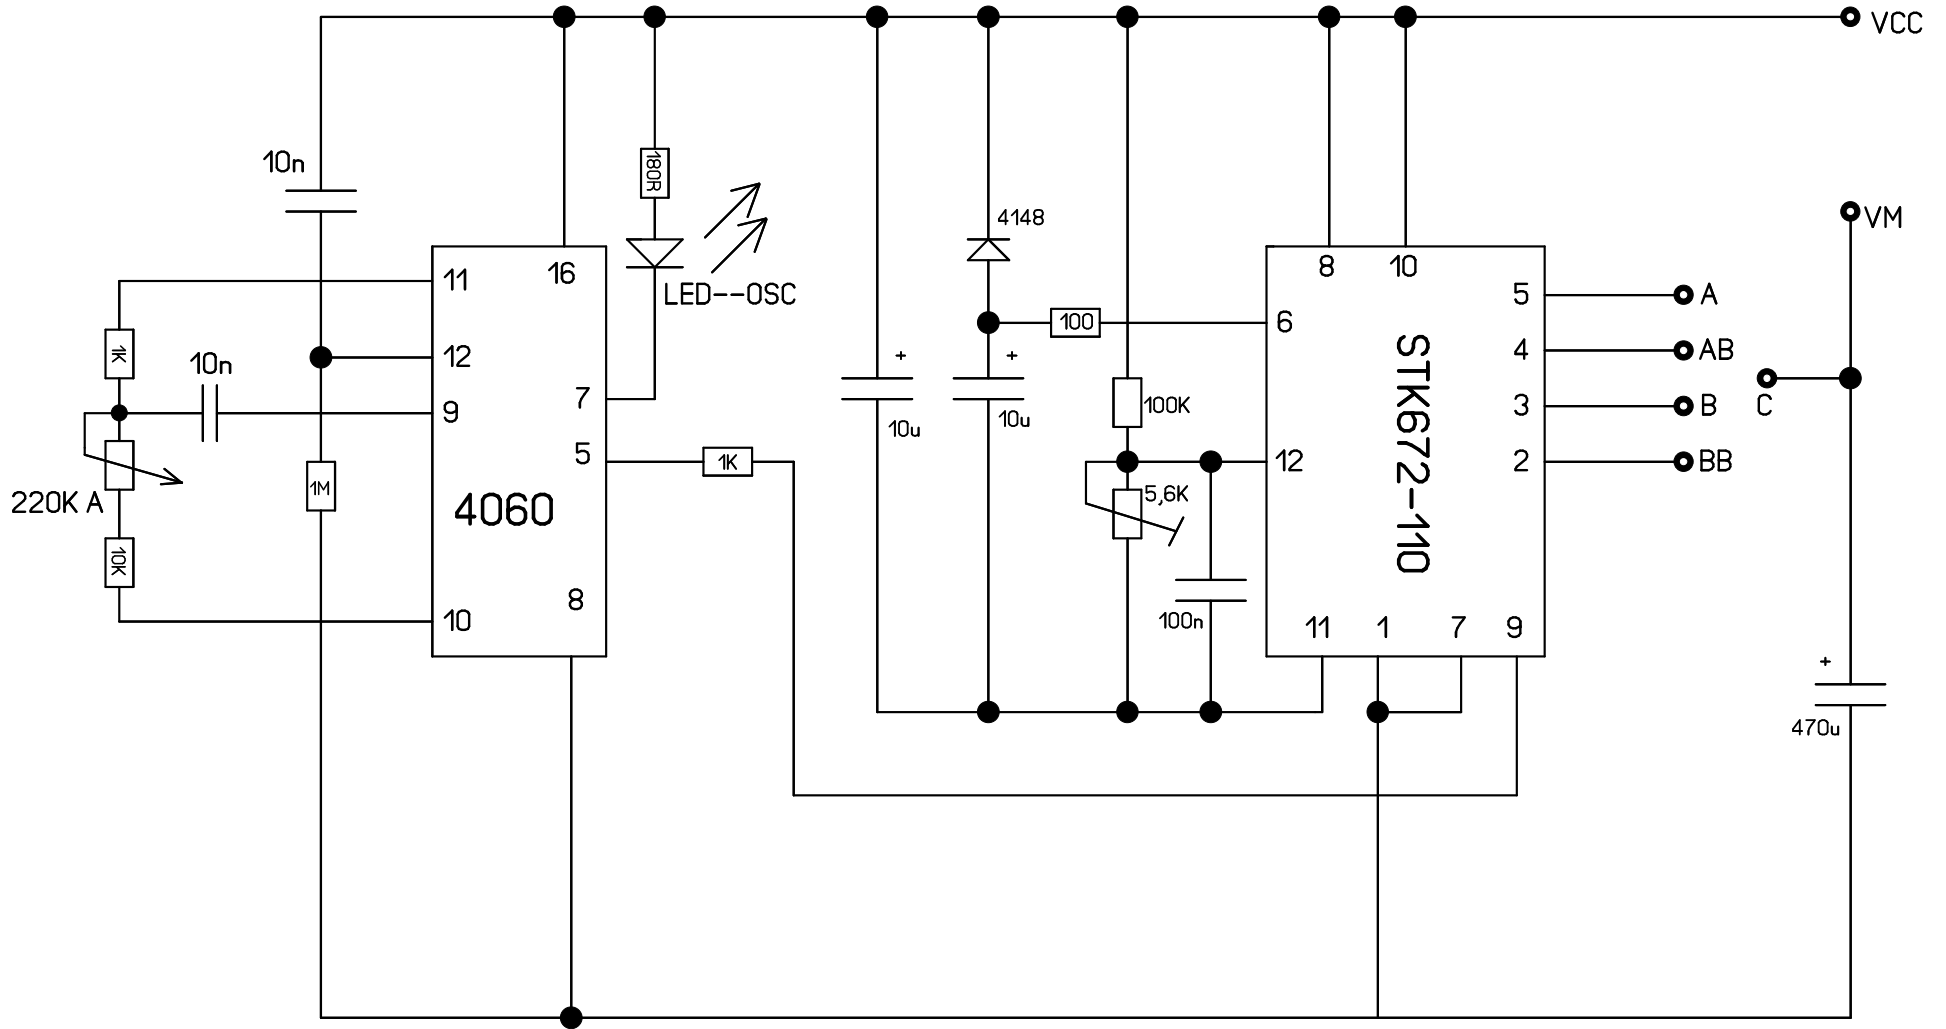 VCC
10n
180R
4148
VM
LED--OSC
11
16
8
10
5
A
6
100
1K
10n
12
+
+
4
AB
7
9
100K
3
B
C
10u
10u
5
1K
12
2
BB
1M
5,6K
220K A
4060
STK672-110
10K
8
10
100n
11
1
7
9
+
470u